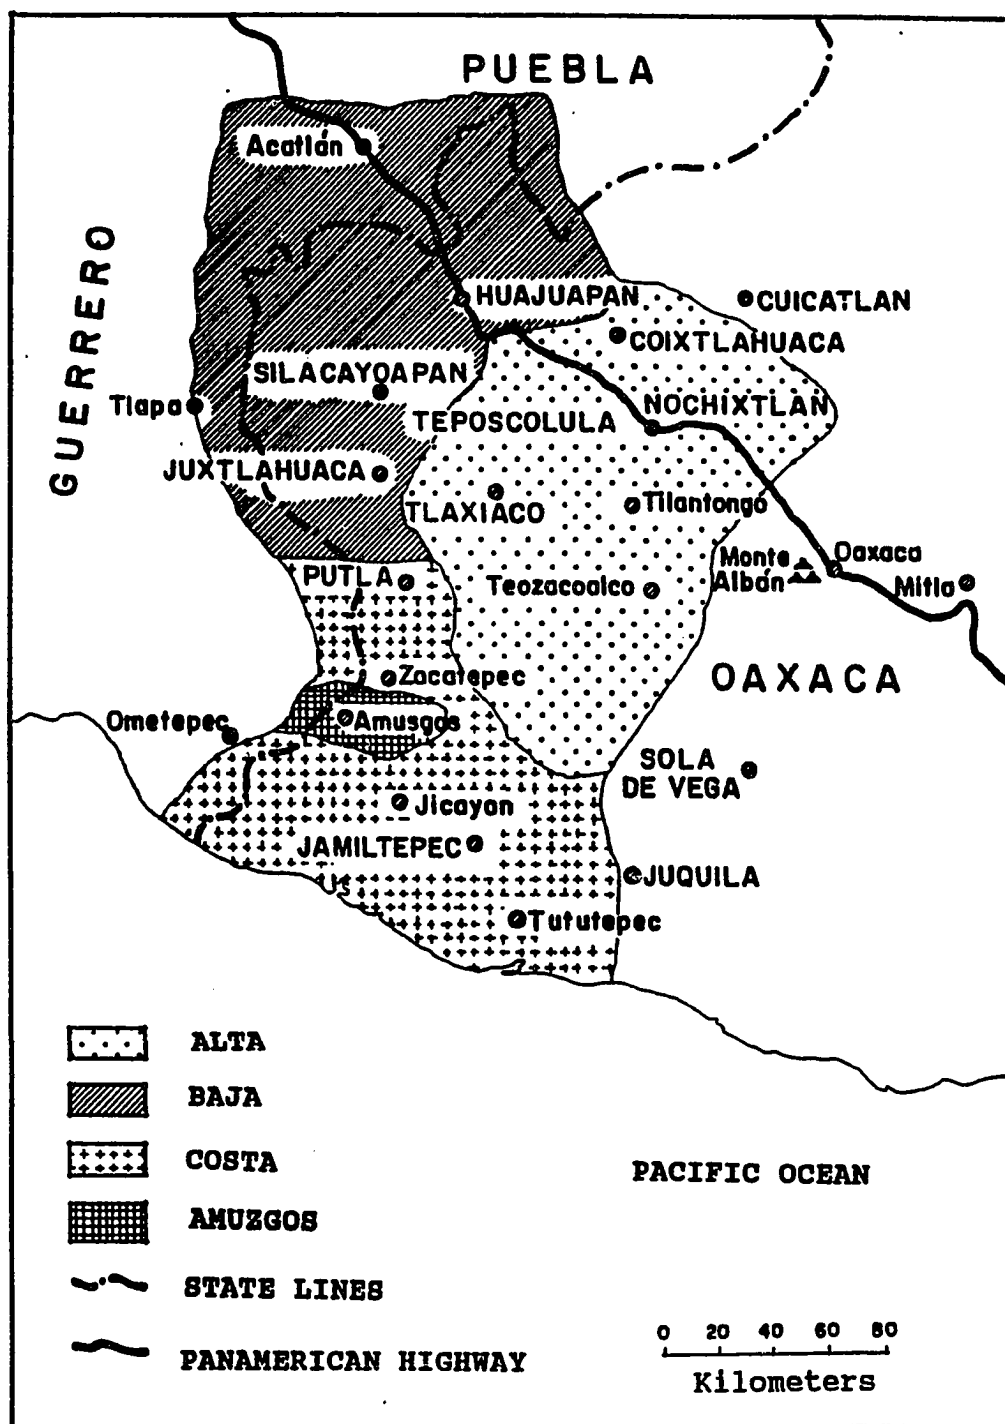 PUEBLA
Acatlán
GUERRERO
HUAJUAPAN
CUICATLAN
COIXTLAHUACA
SILACAYOAPAN
Tlapa
NOCHIXTLAN
TEPOSCOLULA
JUXTLAHUACA
TLAXIACO
Tilantongo
Monte
Albán
Oaxaca
Mitla
PUTLA
Teozacoalco
Zacatepec
OAXACA
Ometepec
Amusgos
SOLA
DE VEGA
Jicayan
JAMILTEPEC
JUQUILA
Tututepec
ALTA
BAJA
COSTA
PACIFIC OCEAN
AMUZGOS
STATE LINES
0 20 40 60 80
PANAMERICAN HIGHWAY
Kilometers